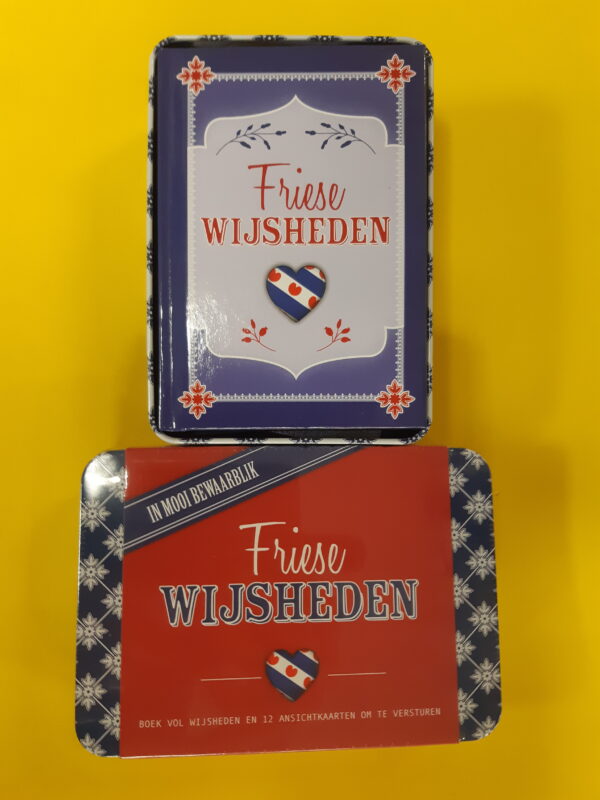 Friese
WIJSHEDEN
IN MOOI BEWAARBLIK
Friese
WIJSHEDEN
BOEK VOL WIJSHEDEN EN 12 ANSICHTKAARTEN OM TE VERSTUREN